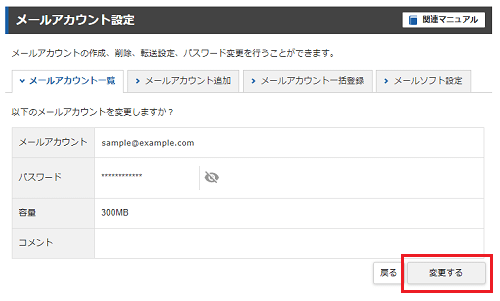 メールアカウント設定
関連マニュアル
メールアカウントの作成、削除、転送設定、パスワード変更を行うことができます。
メールアカウント一覧
メールアカウント追加
メールアカウント一括登録
メールソフト設定
以下のメールアカウントを変更しますか？
メールアカウント sample@example.com
パスワード ************
容量 300MB
コメント
戻る 変更する